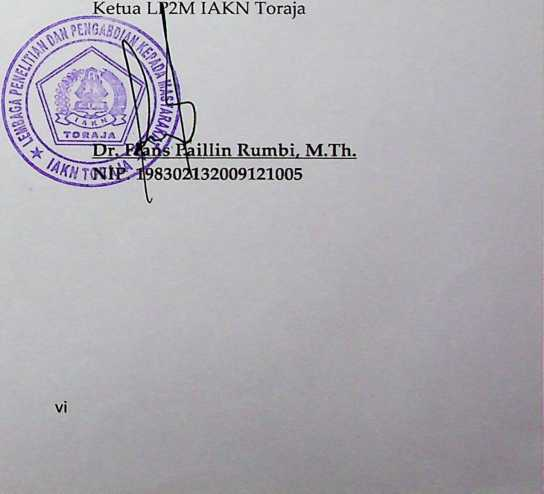 Ketua LP2M IAKN Toraja
LEMBAGA PENELITIAN DAN PENGABDIAN KEPADA MASYARAKAT
IAKN
TORAJA
IAKN TORAJA
Dr. Frans Paillin Rumbi, M.Th.
NIP. 198302132009121005
vi